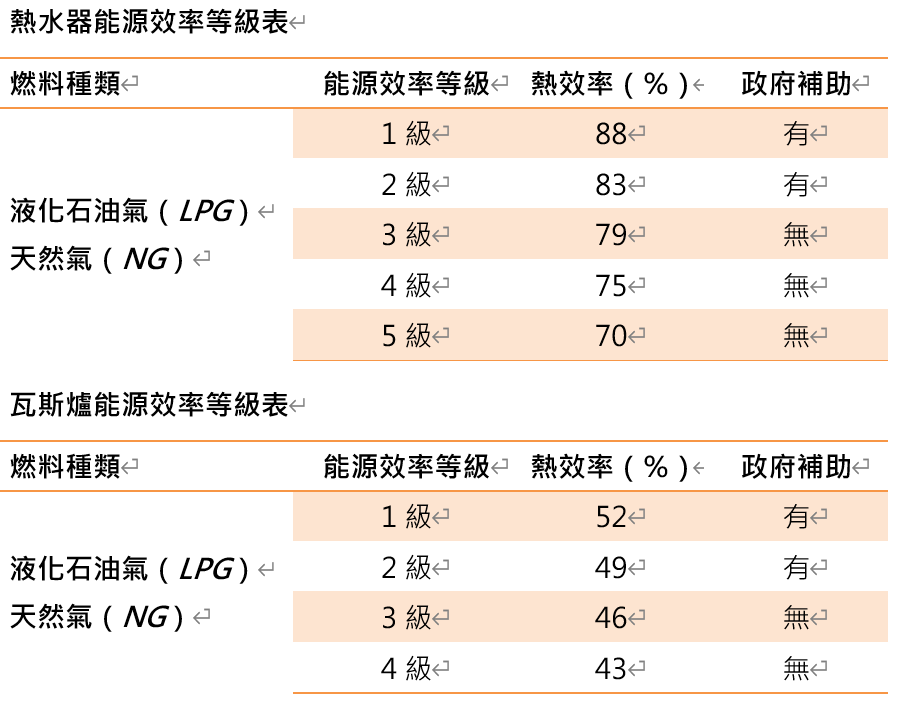 熱水器能源效率等級表
燃料種類 能源效率等級 熱效率（%） 政府補助
液化石油氣（LPG）
天然氣（NG）
1 級 88 有
2 級 83 有
3 級 79 無
4 級 75 無
5 級 70 無
瓦斯爐能源效率等級表
燃料種類 能源效率等級 熱效率（%） 政府補助
液化石油氣（LPG）
天然氣（NG）
1 級 52 有
2 級 49 有
3 級 46 無
4 級 43 無